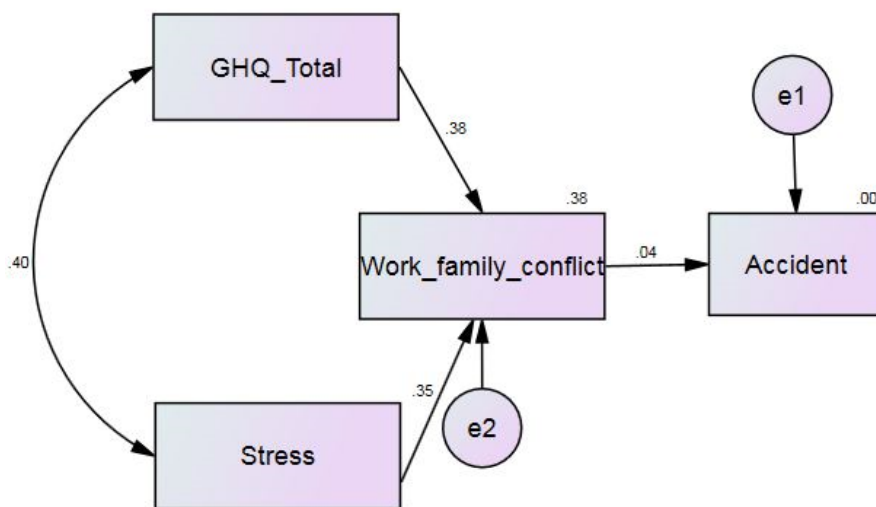 GHQ_Total
e1
.38
.38
.00
.40
Work_family_conflict
.04
Accident
.35
e2
Stress